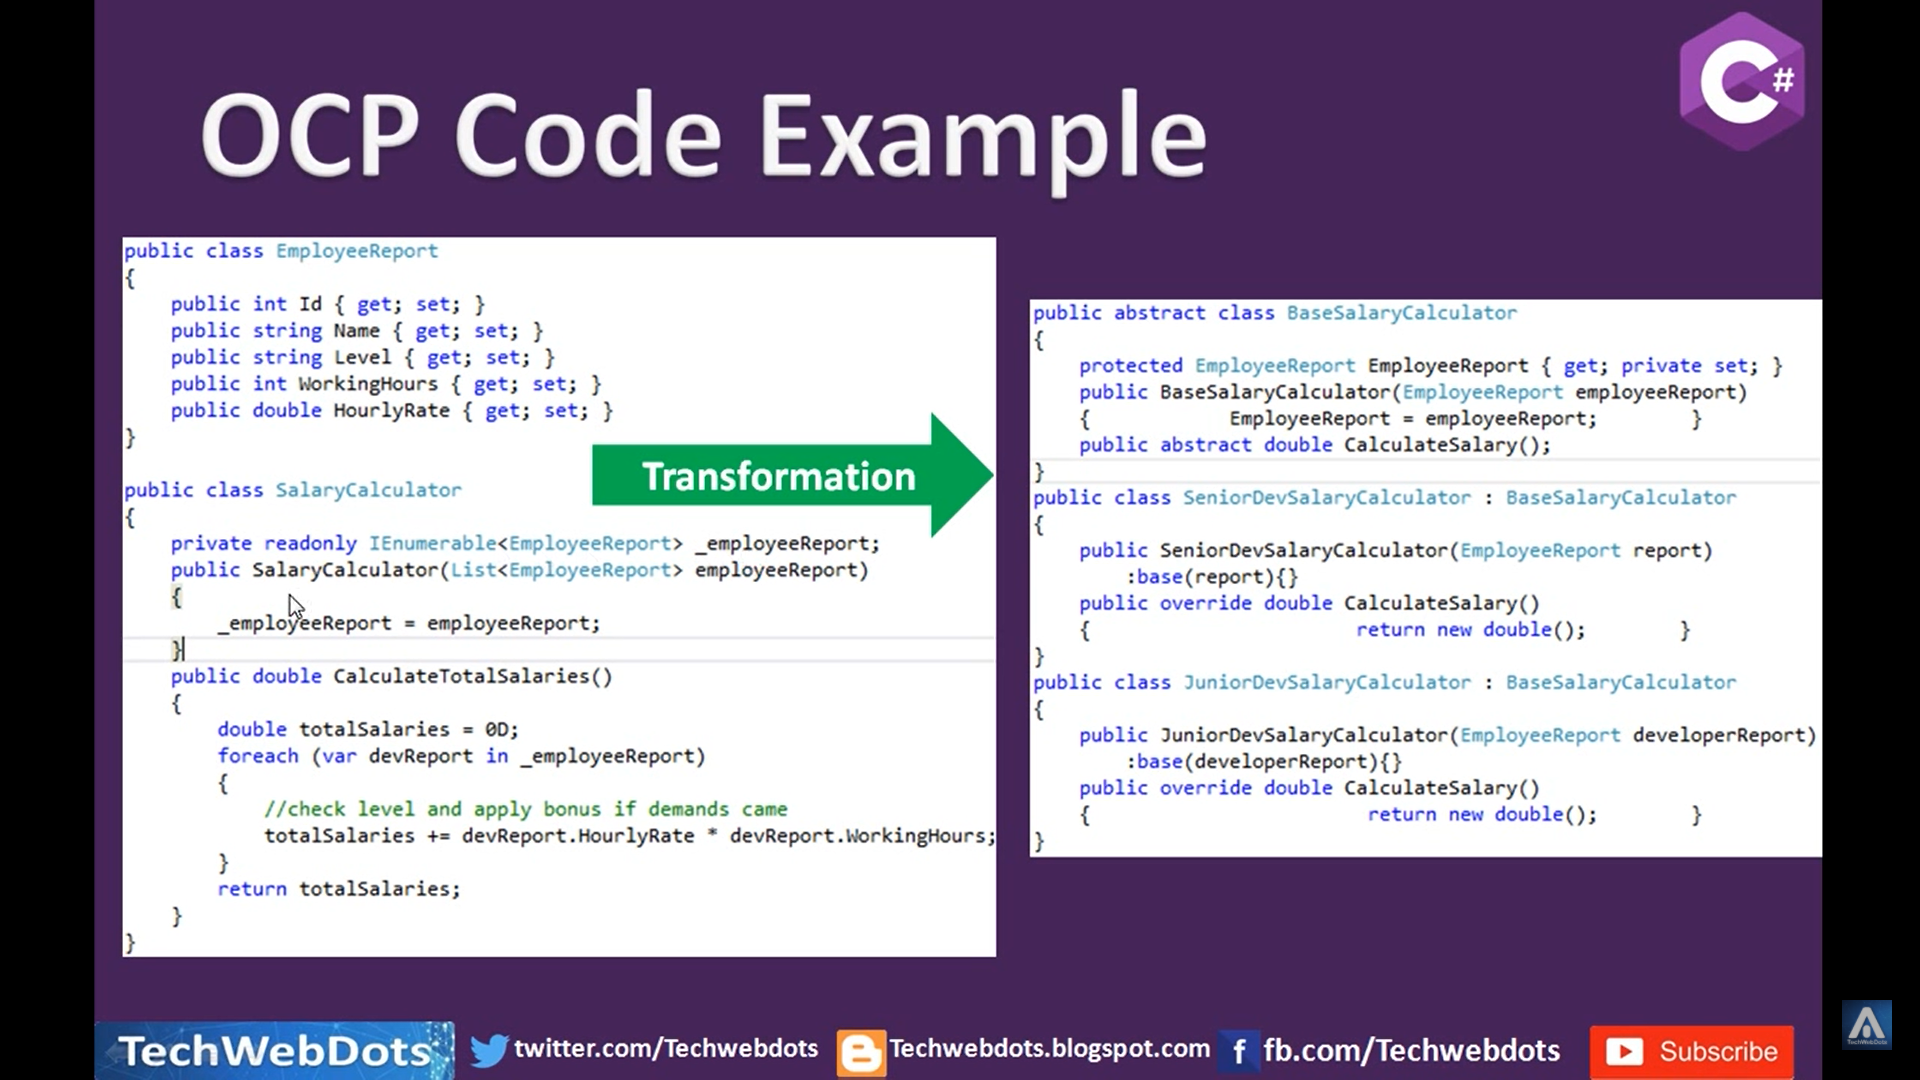 C#
OCP Code Example
public class EmployeeReport
{
public int Id { get; set; }
public string Name { get; set; }
public string Level { get; set; }
public int WorkingHours { get; set; }
public double HourlyRate { get; set; }
}
public class SalaryCalculator
{
private readonly IEnumerable<EmployeeReport> _employeeReport;
public SalaryCalculator(List<EmployeeReport> employeeReport)
{
_employeeReport = employeeReport;
}
public double CalculateTotalSalaries()
{
double totalSalaries = 0D;
foreach (var devReport in _employeeReport)
{
//check level and apply bonus if demands came
totalSalaries += devReport.HourlyRate * devReport.WorkingHours;
}
return totalSalaries;
}
}
Transformation
public abstract class BaseSalaryCalculator
{
protected EmployeeReport EmployeeReport { get; private set; }
public BaseSalaryCalculator(EmployeeReport employeeReport)
{ EmployeeReport = employeeReport; }
public abstract double CalculateSalary();
}
public class SeniorDevSalaryCalculator : BaseSalaryCalculator
{
public SeniorDevSalaryCalculator(EmployeeReport report)
:base(report){}
public override double CalculateSalary()
{ return new double(); }
}
public class JuniorDevSalaryCalculator : BaseSalaryCalculator
{
public JuniorDevSalaryCalculator(EmployeeReport developerReport)
:base(developerReport){}
public override double CalculateSalary()
{ return new double(); }
}
TechWebDots twitter.com/Techwebdots Techwebdots.blogspot.com f fb.com/Techwebdots Subscribe
TechWebDots